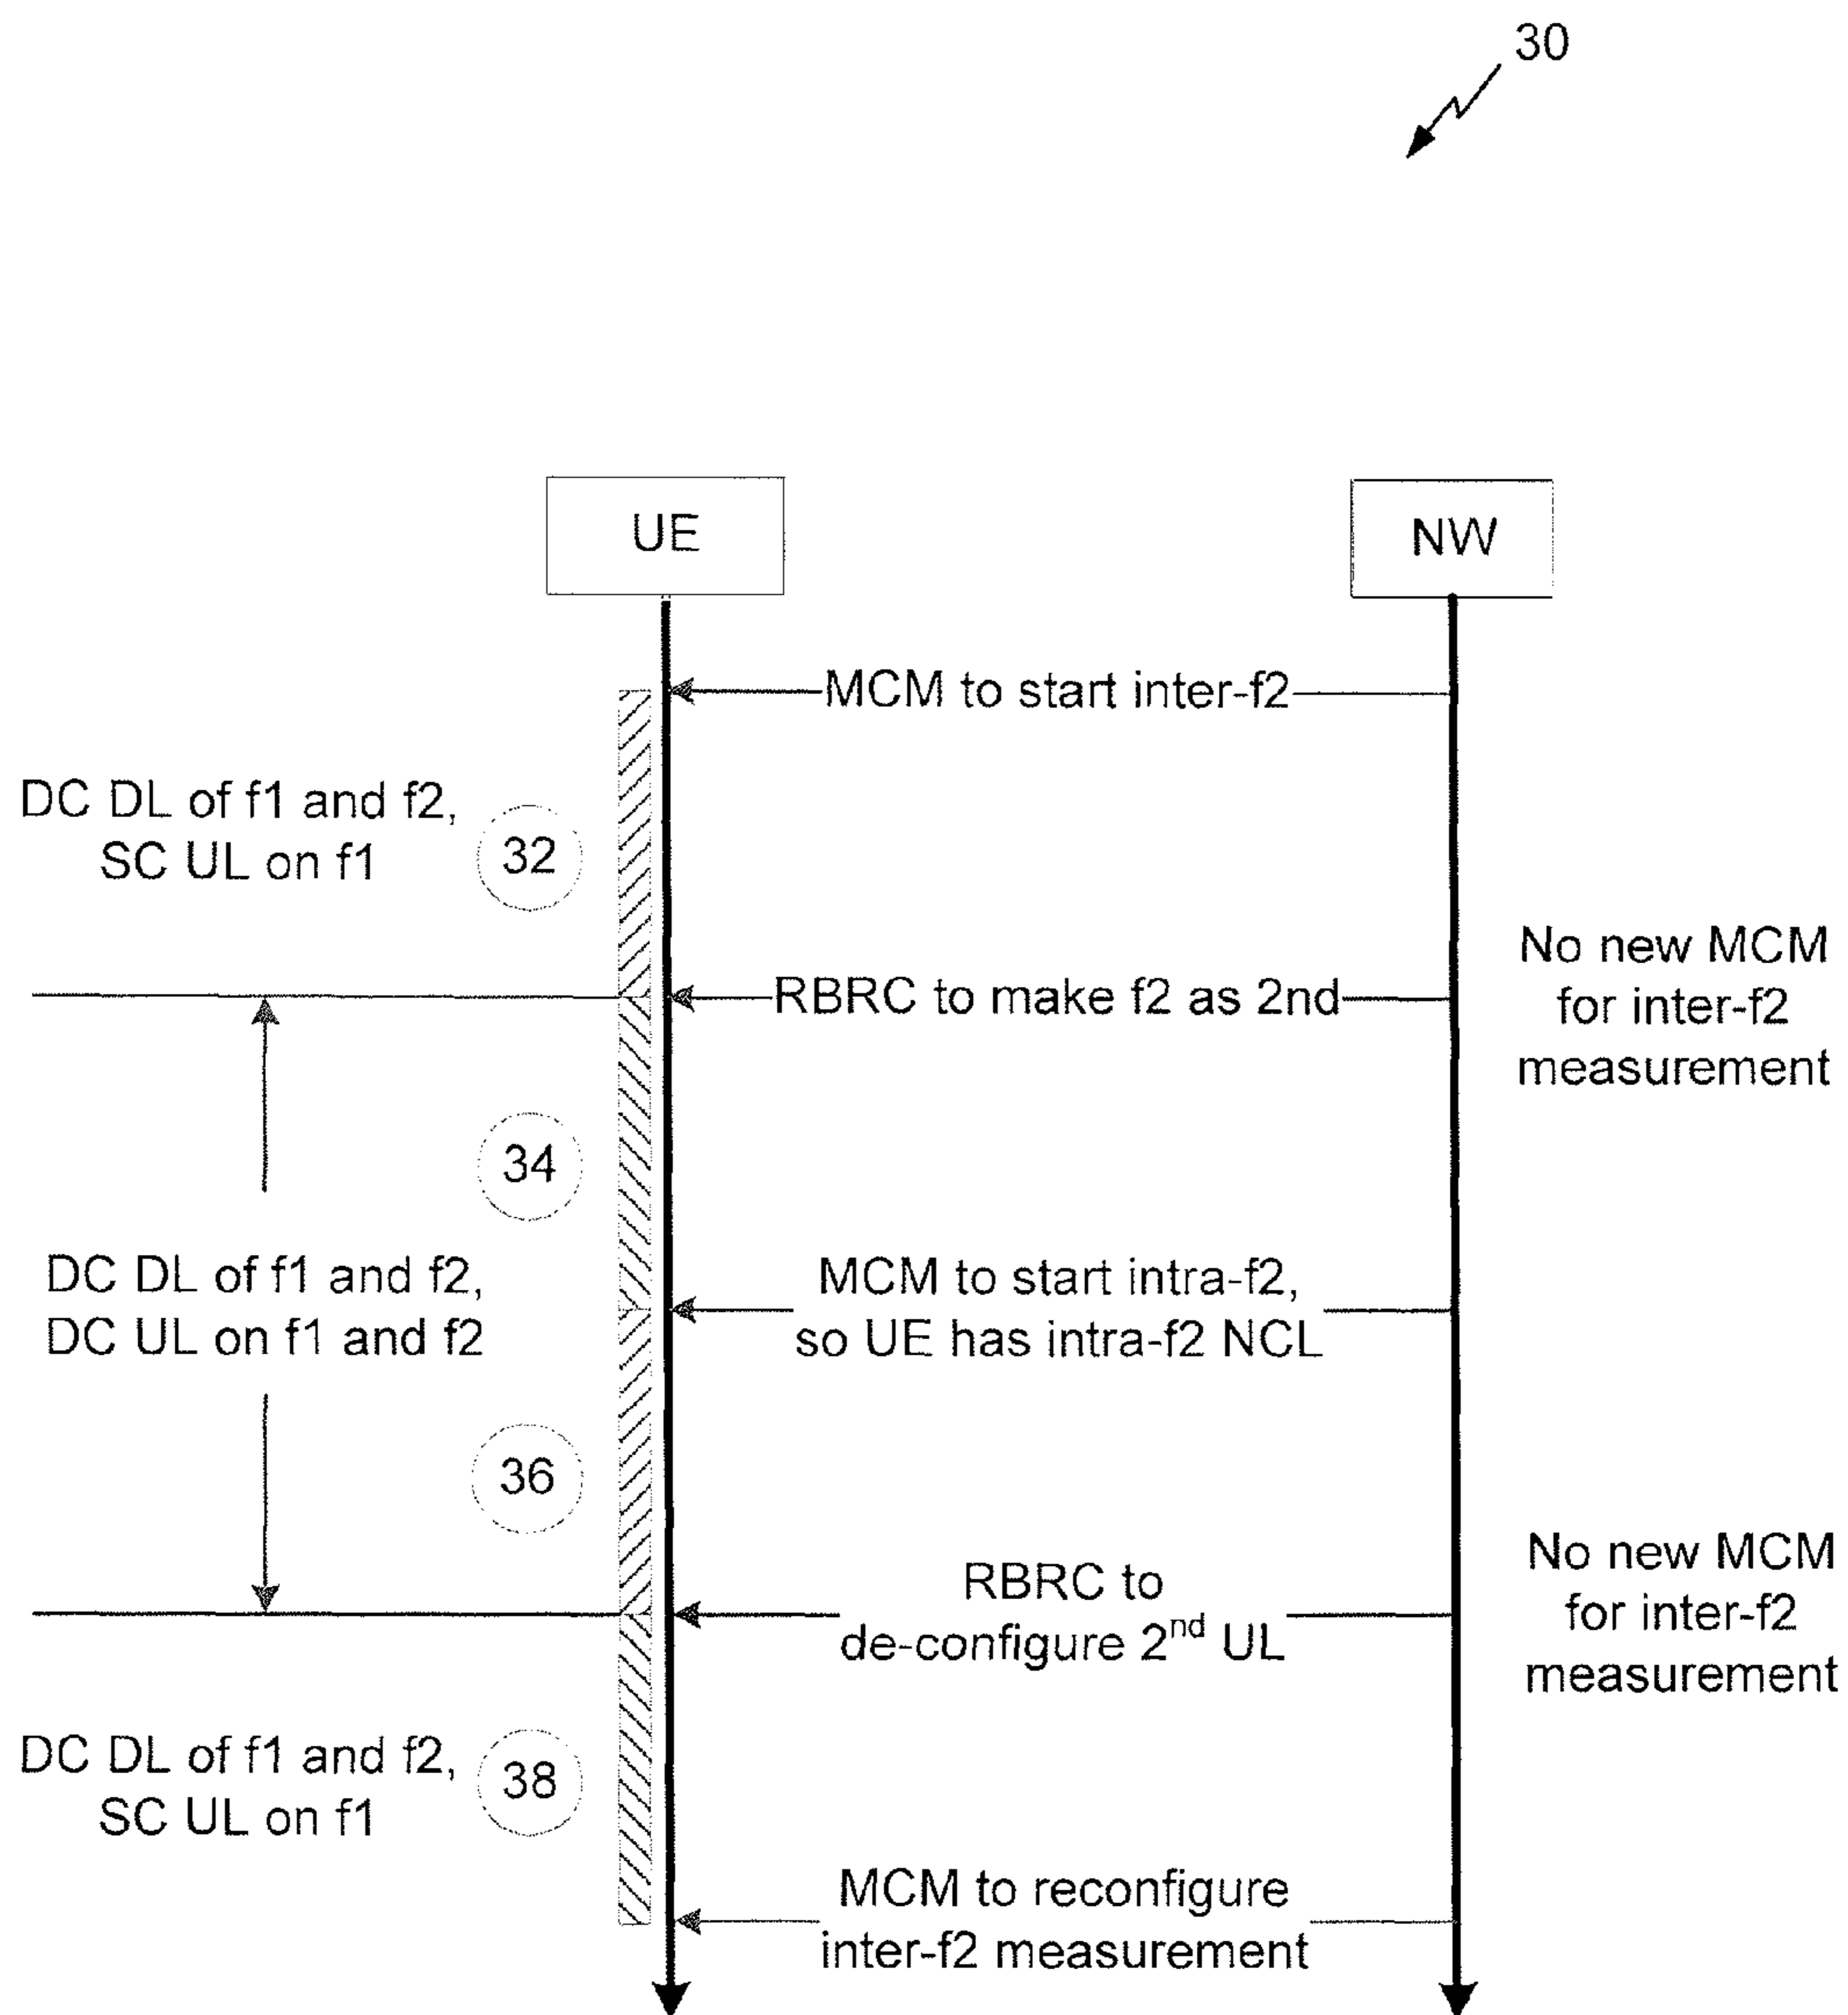 30
UE
NW
MCM to start inter-f2
DC DL of f1 and f2,
SC UL on f1
32
No new MCM
for inter-f2
measurement
RBRC to make f2 as 2nd
34
DC DL of f1 and f2,
DC UL on f1 and f2
MCM to start intra-f2,
so UE has intra-f2 NCL
36
RBRC to
de-configure 2nd UL
No new MCM
for inter-f2
measurement
DC DL of f1 and f2,
SC UL on f1
38
MCM to reconfigure
inter-f2 measurement